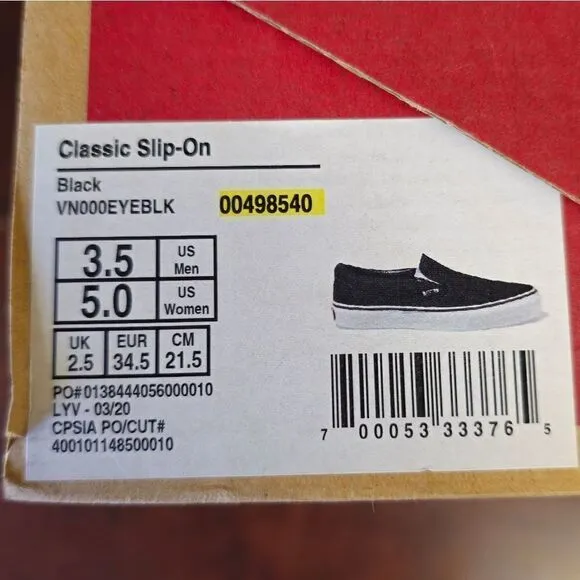 Classic Slip-On
Black
VN000EYEBLK 00498540
3.5 US Men
5.0 US Women
UK EUR CM
2.5 34.5 21.5
PO#0138444056000010
LYV - 03/20
CPSIA PO/CUT#
400101148500010
7 00053 33376 5